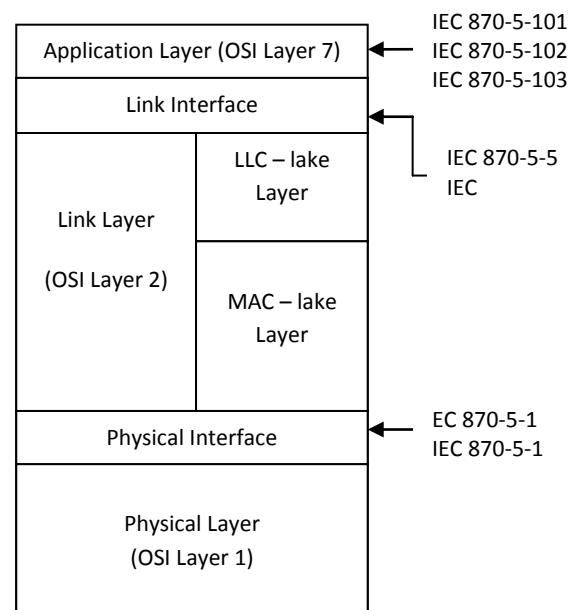 Application Layer (OSI Layer 7)
IEC 870-5-101
IEC 870-5-102
IEC 870-5-103
Link Interface
IEC 870-5-5
IEC
Link Layer
(OSI Layer 2)
LLC – lake
Layer
MAC – lake
Layer
Physical Interface
EC 870-5-1
IEC 870-5-1
Physical Layer
(OSI Layer 1)